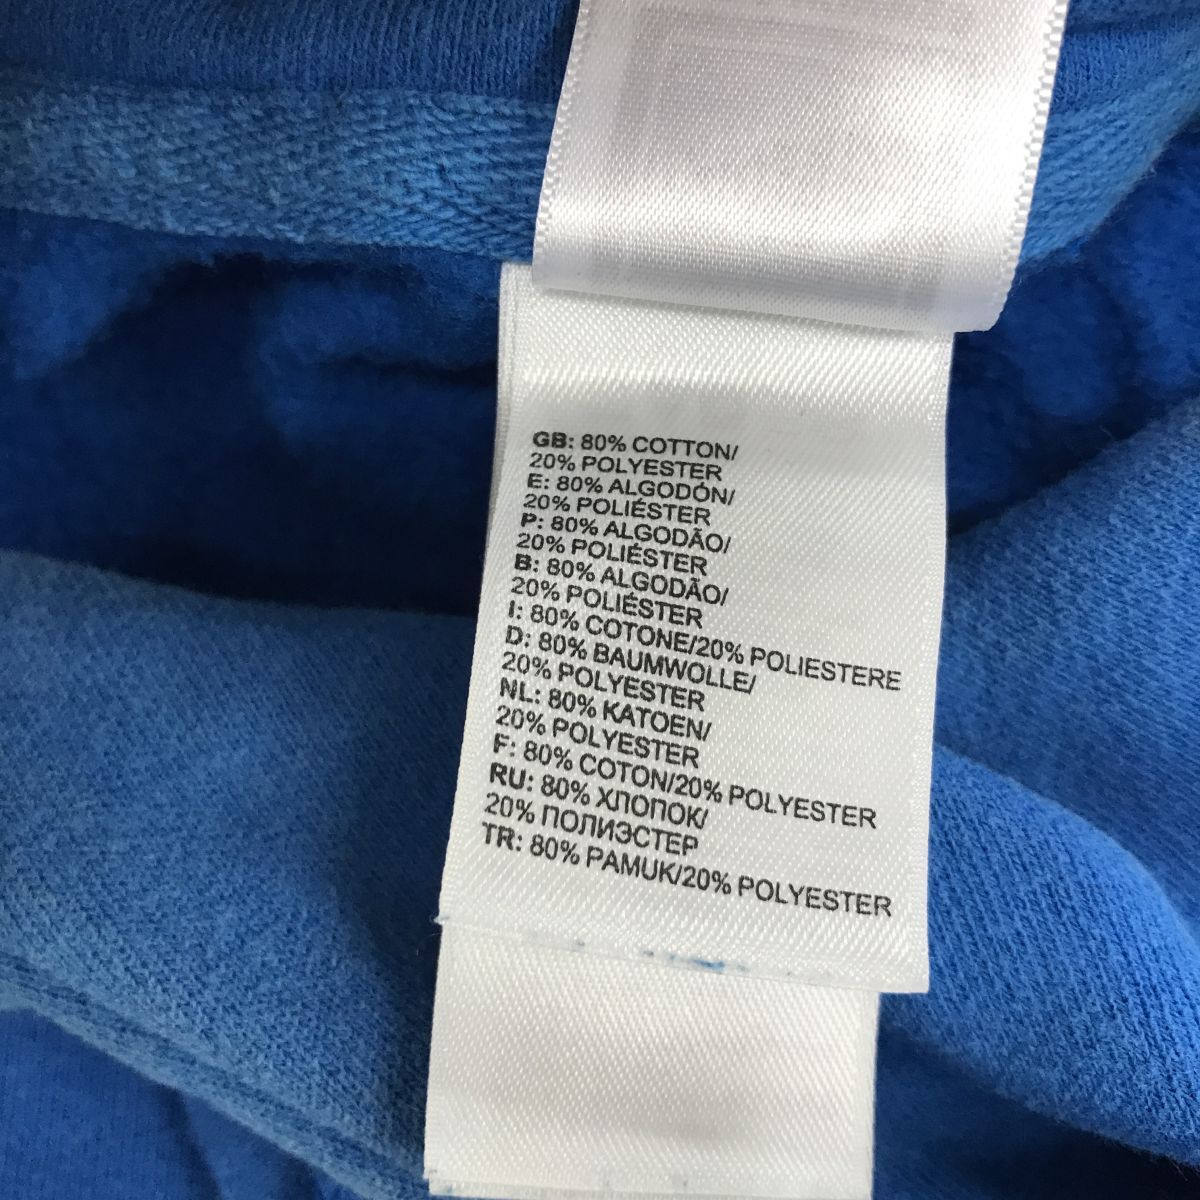 GB: 80% COTTON/
20% POLYESTER
E: 80% ALGODÓN/
20% POLIÉSTER
P: 80% ALGODÃO/
20% POLIÉSTER
B: 80% ALGODÃO/
20% POLIÉSTER
I: 80% COTONE/20% POLIESTERE
D: 80% BAUMWOLLE/
20% POLYESTER
NL: 80% KATOEN/
20% POLYESTER
F: 80% COTON/20% POLYESTER
RU: 80% ХЛОПОК/
20% ПОЛИЭСТЕР
TR: 80% PAMUK/20% POLYESTER